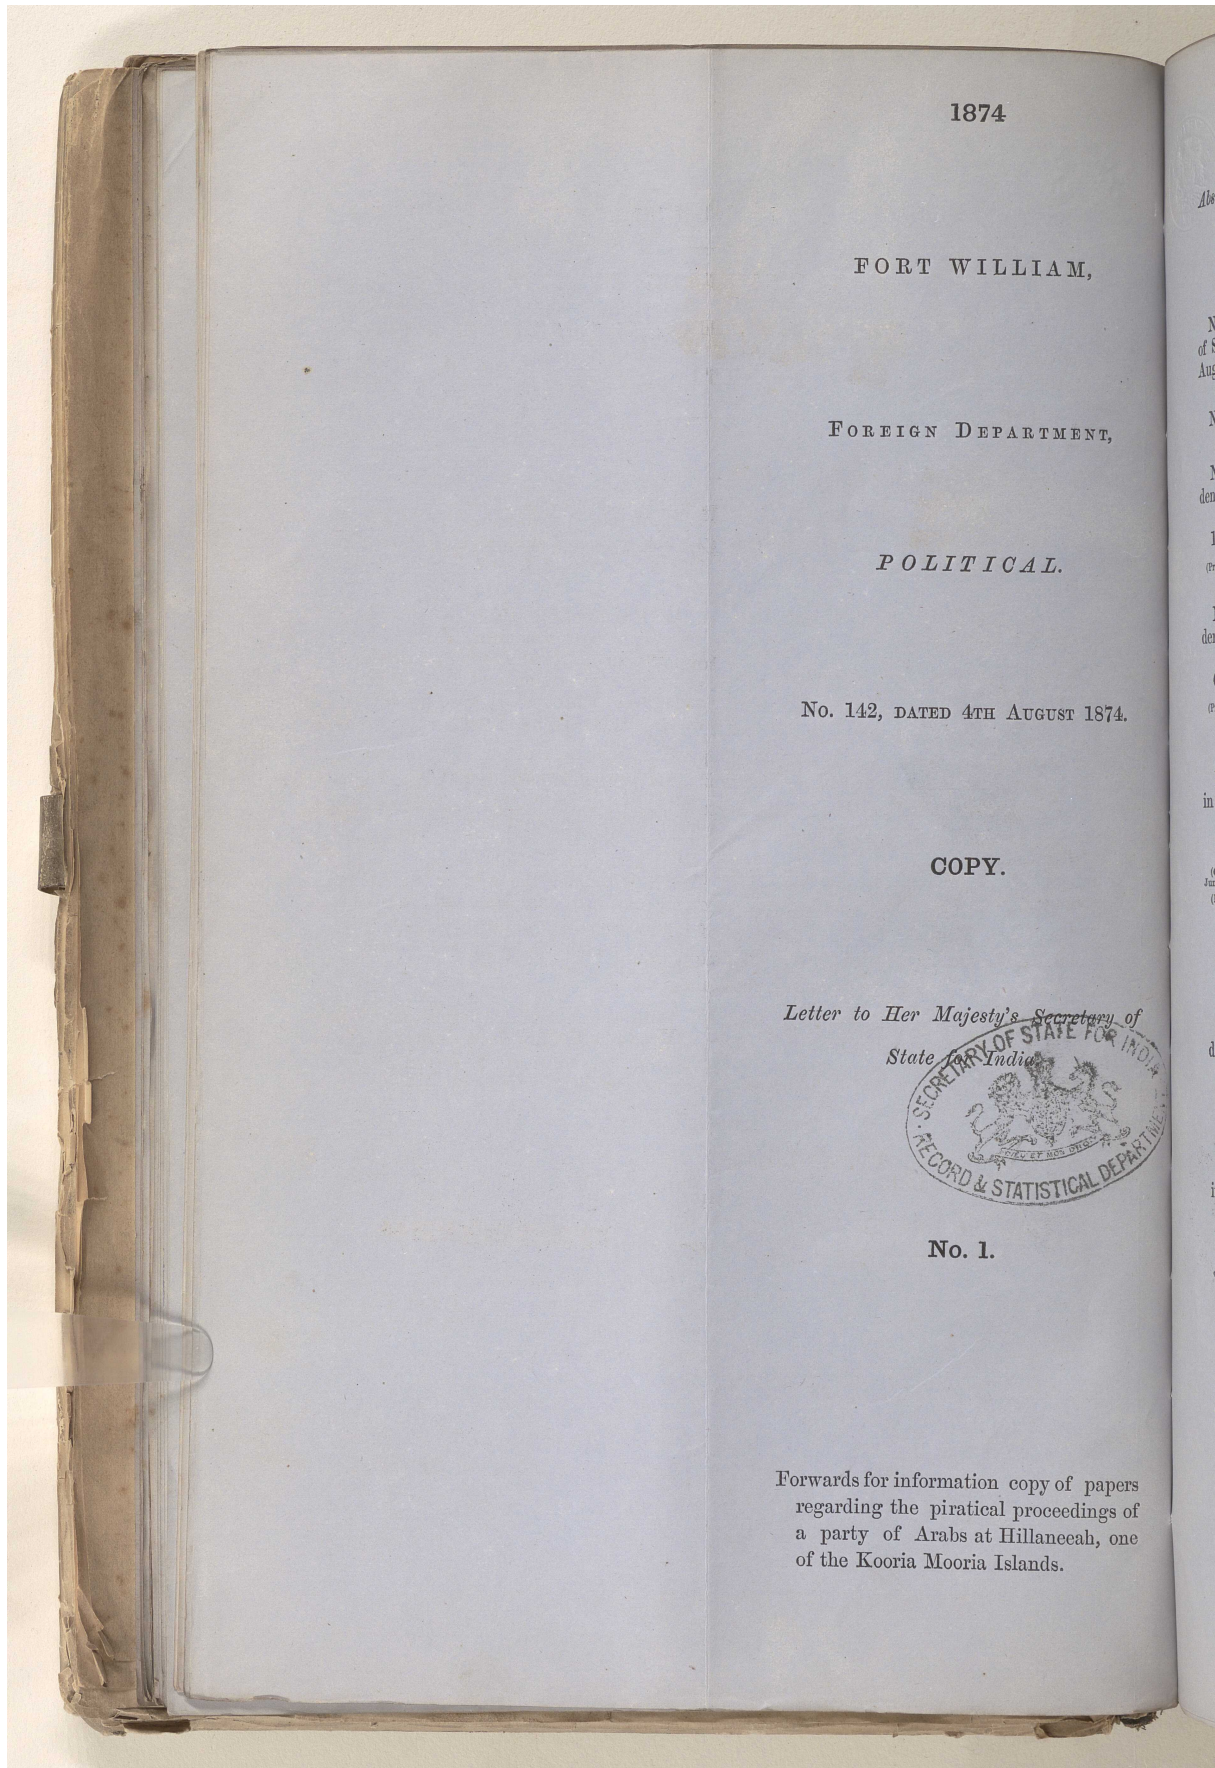 1874
FORT WILLIAM,
FOREIGN DEPARTMENT,
POLITICAL.
No. 142, DATED 4TH AUGUST 1874.
COPY.
Letter to Her Majesty's Secretary of
State for India.
SECRETARY OF STATE FOR INDIA
RECORD & STATISTICAL DEPARTMENT
No. 1.
Forwards for information copy of papers
regarding the piratical proceedings of
a party of Arabs at Hillaneeah, one
of the Kooria Mooria Islands.